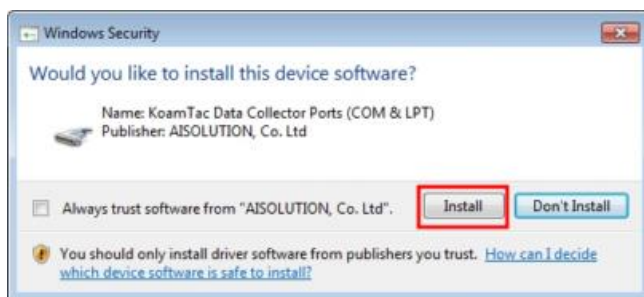 Windows Security
Would you like to install this device software?
Name: KoamTac Data Collector Ports (COM & LPT)
Publisher: AISOLUTION, Co. Ltd
Always trust software from "AISOLUTION, Co. Ltd".
Install
Don't Install
You should only install driver software from publishers you trust. How can I decide
which device software is safe to install?